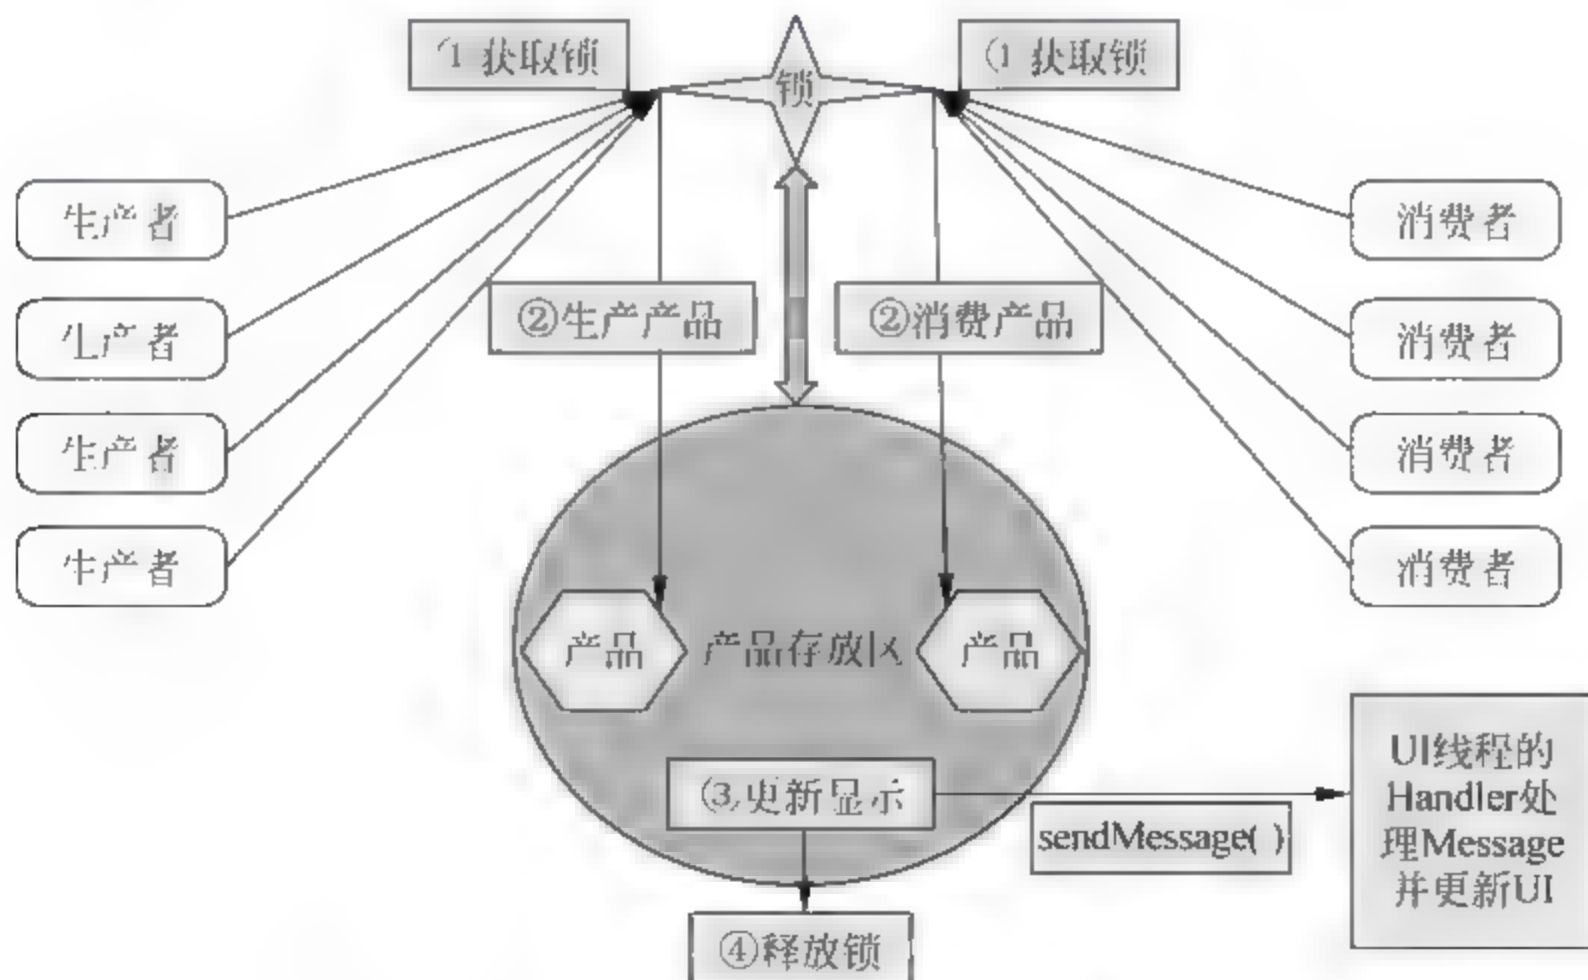 (1 获取锁
锁
(1 获取锁
生产者
生产者
生产者
生产者
②生产产品
②消费产品
消费者
消费者
消费者
消费者
产品
产品存放区
产品
(3)更新显示
sendMessage( )
UI线程的
Handler处
理Message
并更新UI
④释放锁